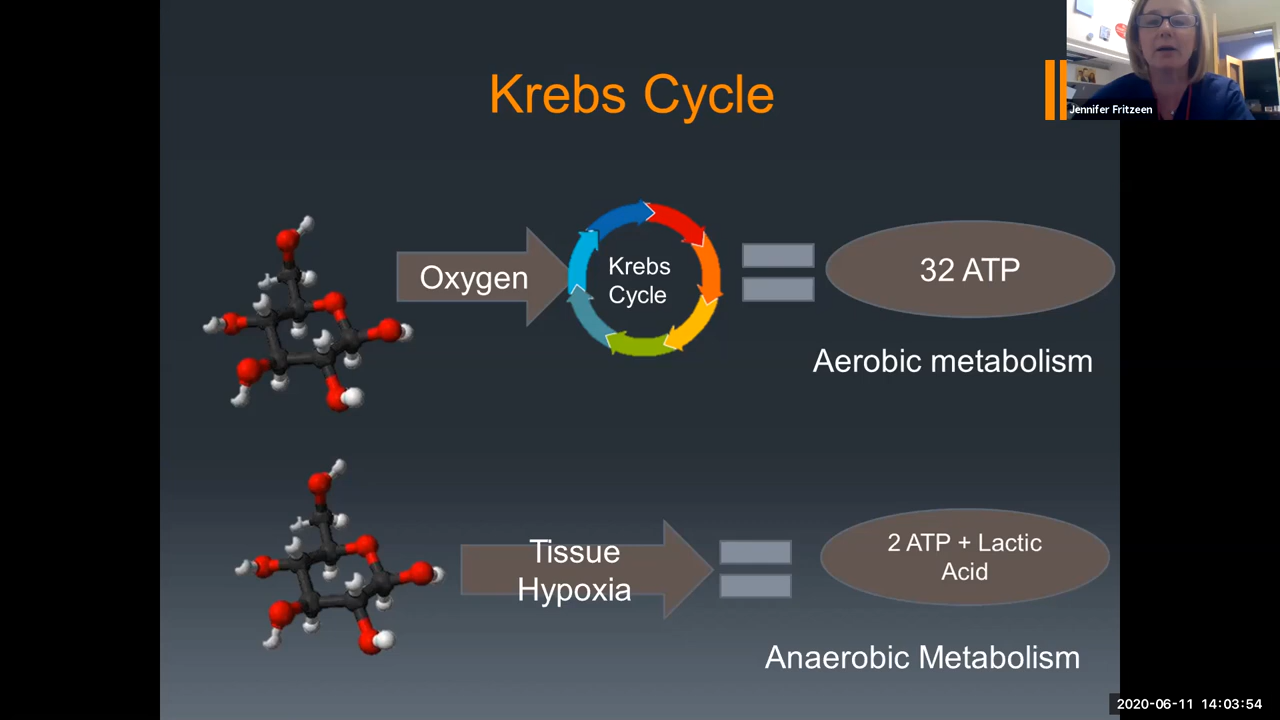 Krebs Cycle
Jennifer Fritzeen
Oxygen
Krebs
Cycle
32 ATP
Aerobic metabolism
Tissue
Hypoxia
2 ATP + Lactic
Acid
Anaerobic Metabolism
2020-06-11 14:03:54